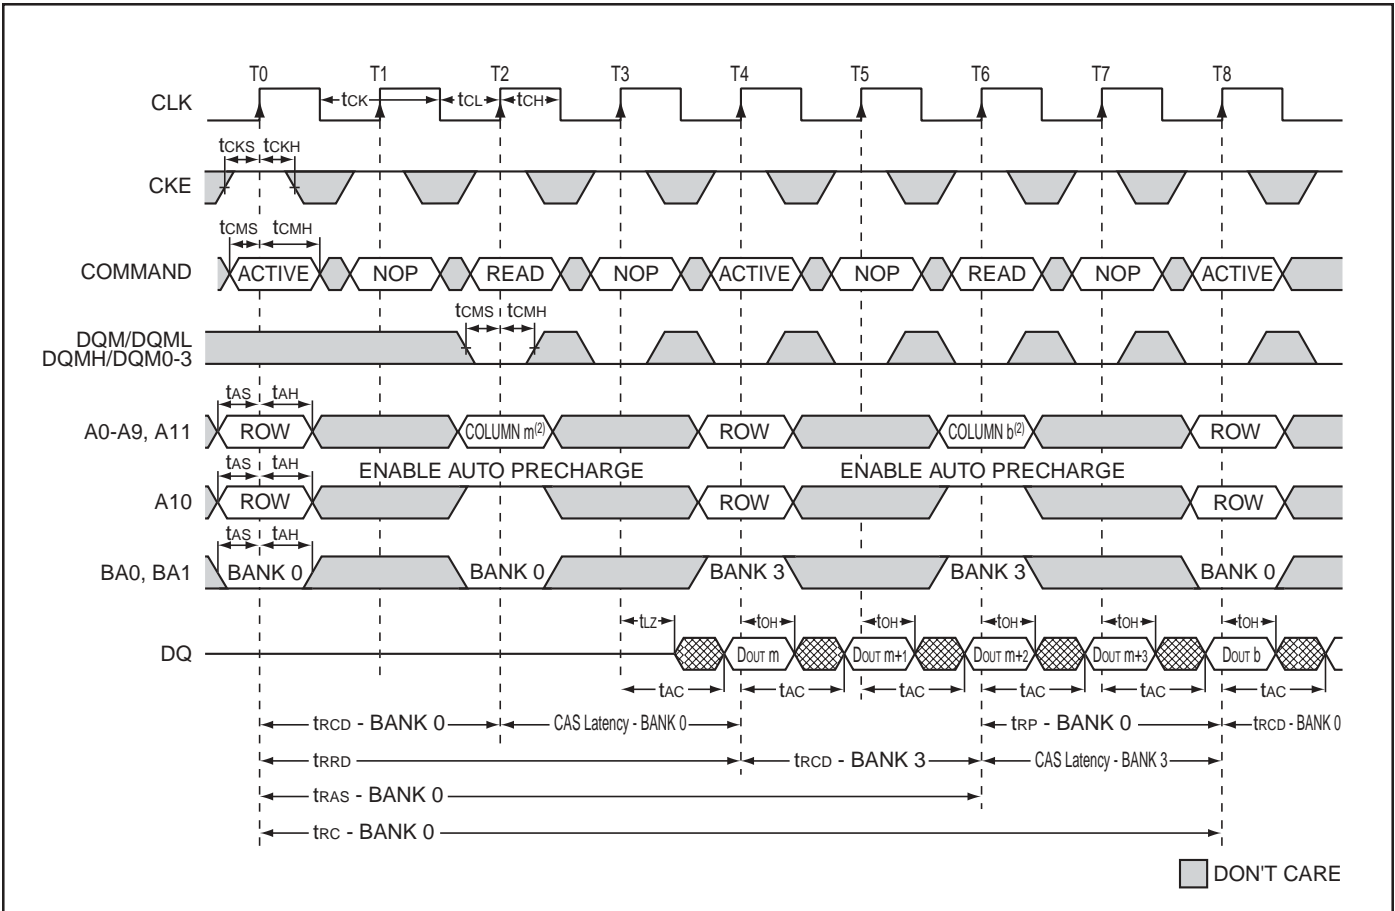 T0 T1 T2 T3 T4 T5 T6 T7 T8
CLK tCK tCL tCH
tCKS tCKH
CKE
tCMS tCMH
COMMAND ACTIVE NOP READ NOP ACTIVE NOP READ NOP ACTIVE
tCMS tCMH
DQM/DQML
DQMH/DQM0-3
tAS tAH
A0-A9, A11 ROW COLUMN m(2) ROW COLUMN b(2) ROW
tAS tAH ENABLE AUTO PRECHARGE ENABLE AUTO PRECHARGE
A10 ROW ROW ROW
tAS tAH
BA0, BA1 BANK 0 BANK 0 BANK 3 BANK 3 BANK 0
tLZ tOH tOH tOH tOH tOH
DQ DOUT m DOUT m+1 DOUT m+2 DOUT m+3 DOUT b
tAC tAC tAC tAC tAC tAC
tRCD - BANK 0 CAS Latency - BANK 0 tRP - BANK 0 tRCD - BANK 0
tRRD tRCD - BANK 3 CAS Latency - BANK 3
tRAS - BANK 0
tRC - BANK 0
DON'T CARE